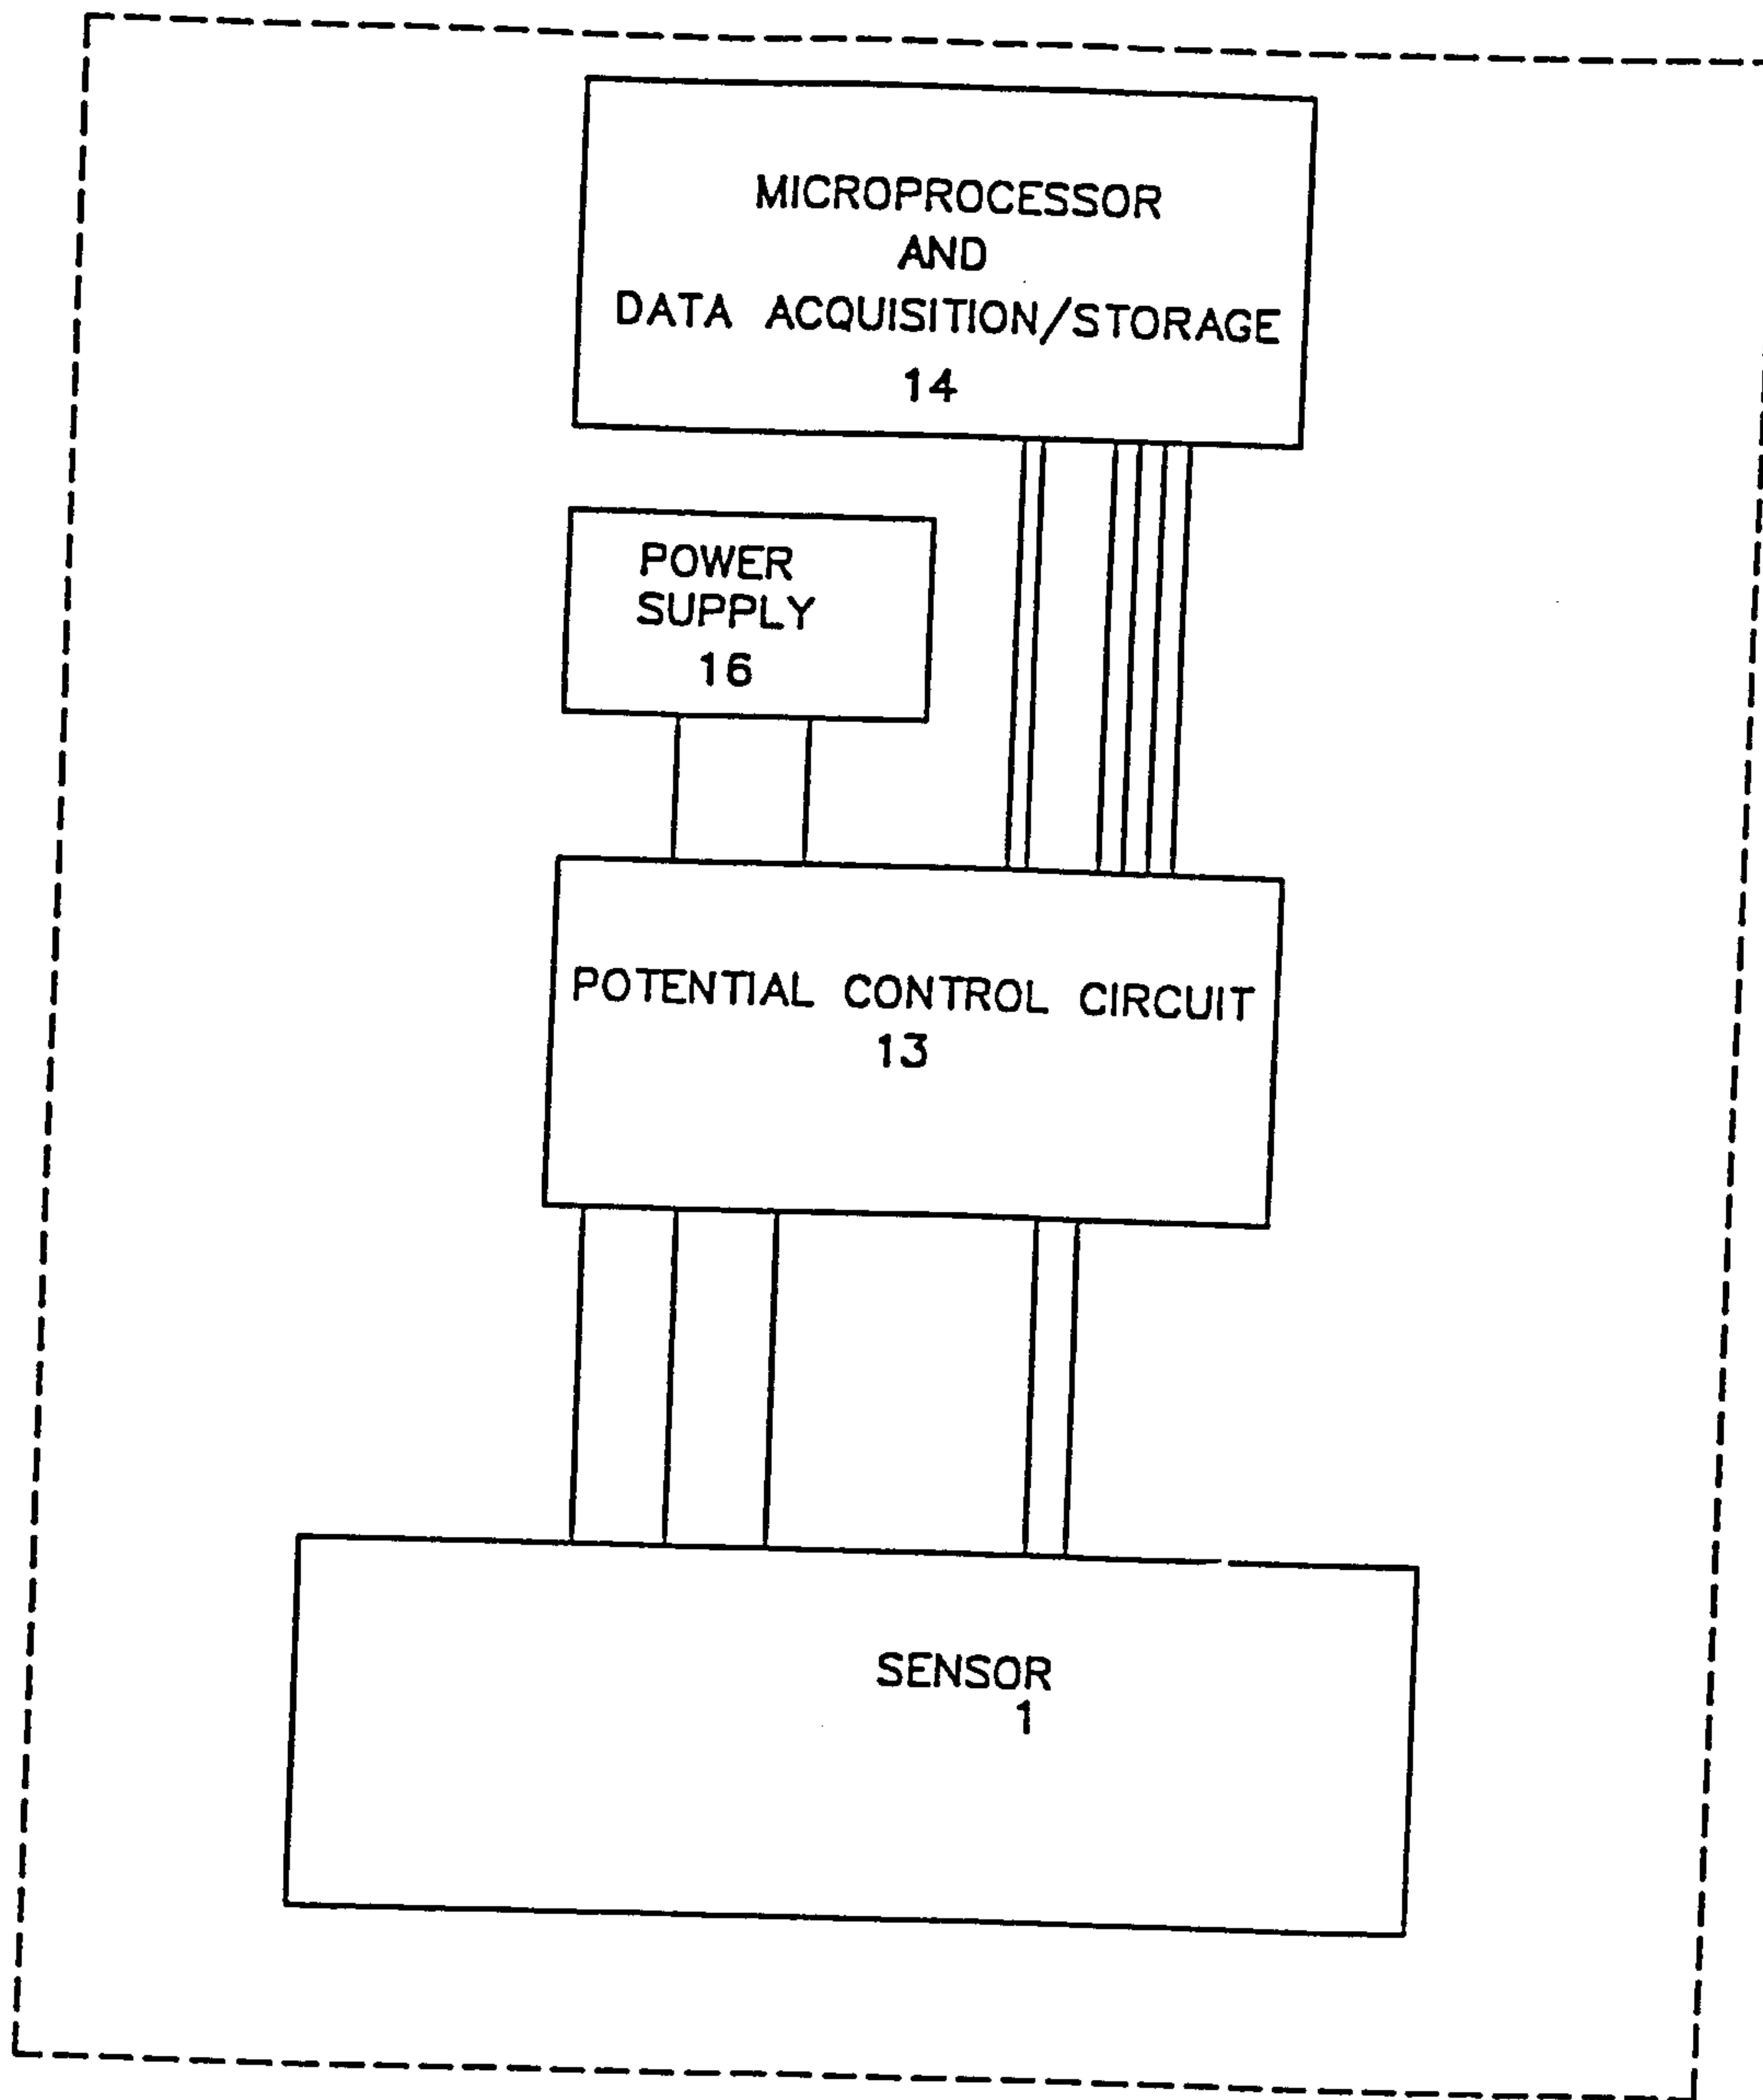 MICROPROCESSOR
AND
DATA ACQUISITION/STORAGE
14
POWER
SUPPLY
16
POTENTIAL CONTROL CIRCUIT
13
SENSOR
1